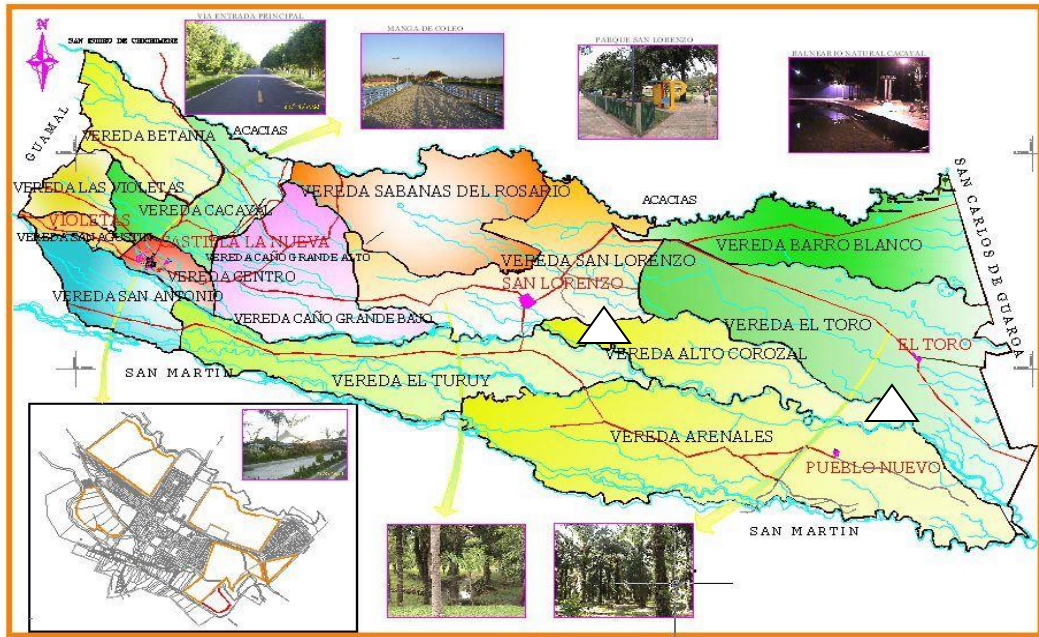 VIA ENTRADA PRINCIPAL
MANGA DE COLEO
PARQUE SAN LORENZO
BALNEARIO NATURAL CACAYAL
N
SAN ISIDRO DE CHICHIMENE
GUAMAL
ACACIAS
ACACIAS
SAN CARLOS DE GUAROA
VEREDA BETANIA
VEREDA LAS VIOLETAS
VIOLETAS
VEREDA CACAYAL
VEREDA SAN AGUSTIN
CASTILLA LA NUEVA
VEREDA CAÑO GRANDE ALTO
VEREDA CENTRO
VEREDA SAN ANTONIO
VEREDA CAÑO GRANDE BAJO
VEREDA SABANAS DEL ROSARIO
VEREDA SAN LORENZO
SAN LORENZO
VEREDA BARRO BLANCO
VEREDA EL TORO
EL TORO
VEREDA ALTO COROZAL
VEREDA EL TURUY
SAN MARTIN
VEREDA ARENALES
PUEBLO NUEVO
SAN MARTIN